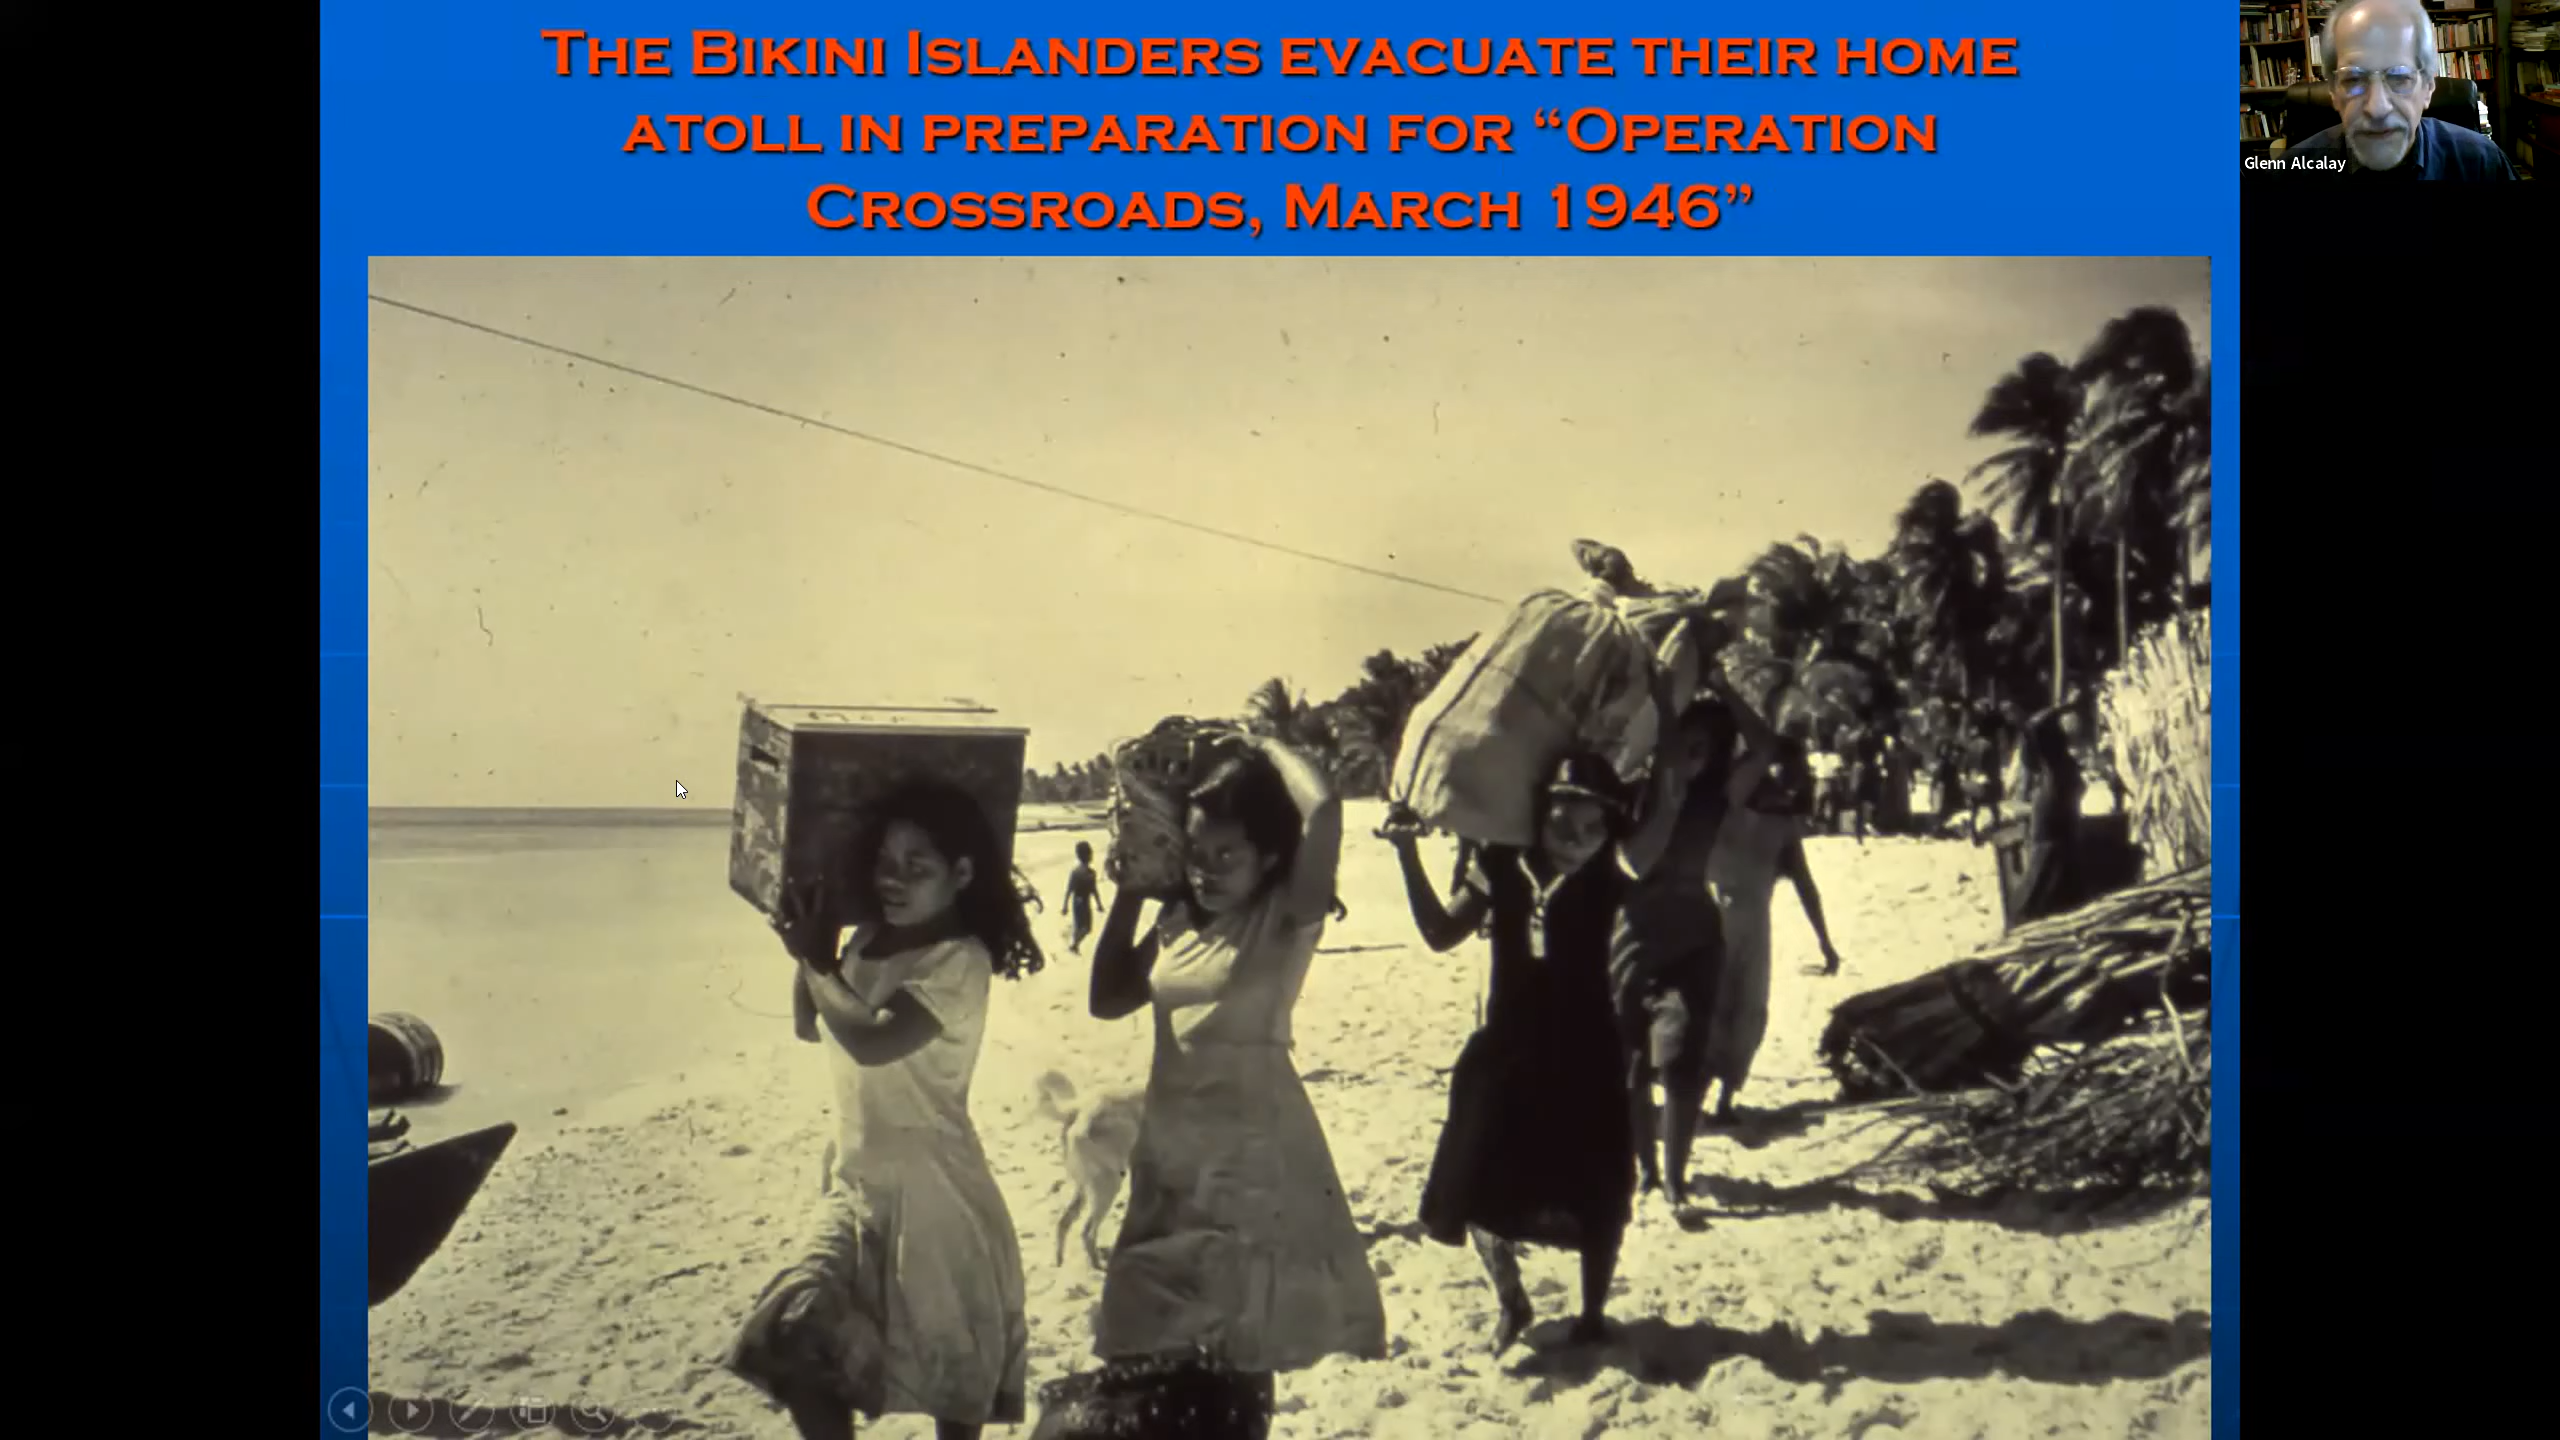 The Bikini Islanders evacuate their home
atoll in preparation for “Operation
Crossroads, March 1946”
Glenn Alcalay